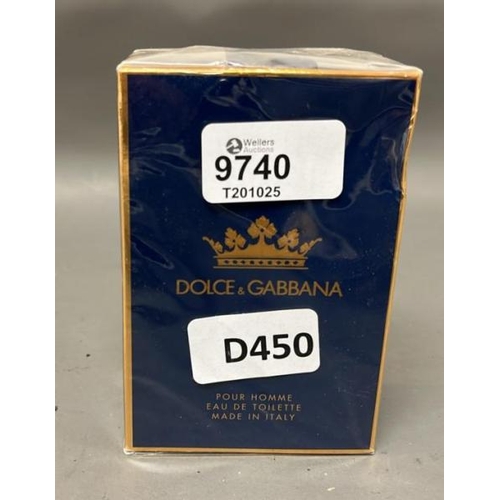 Wellers
Auctions
9740
T201025
DOLCE & GABBANA
D450
POUR HOMME
EAU DE TOILETTE
MADE IN ITALY